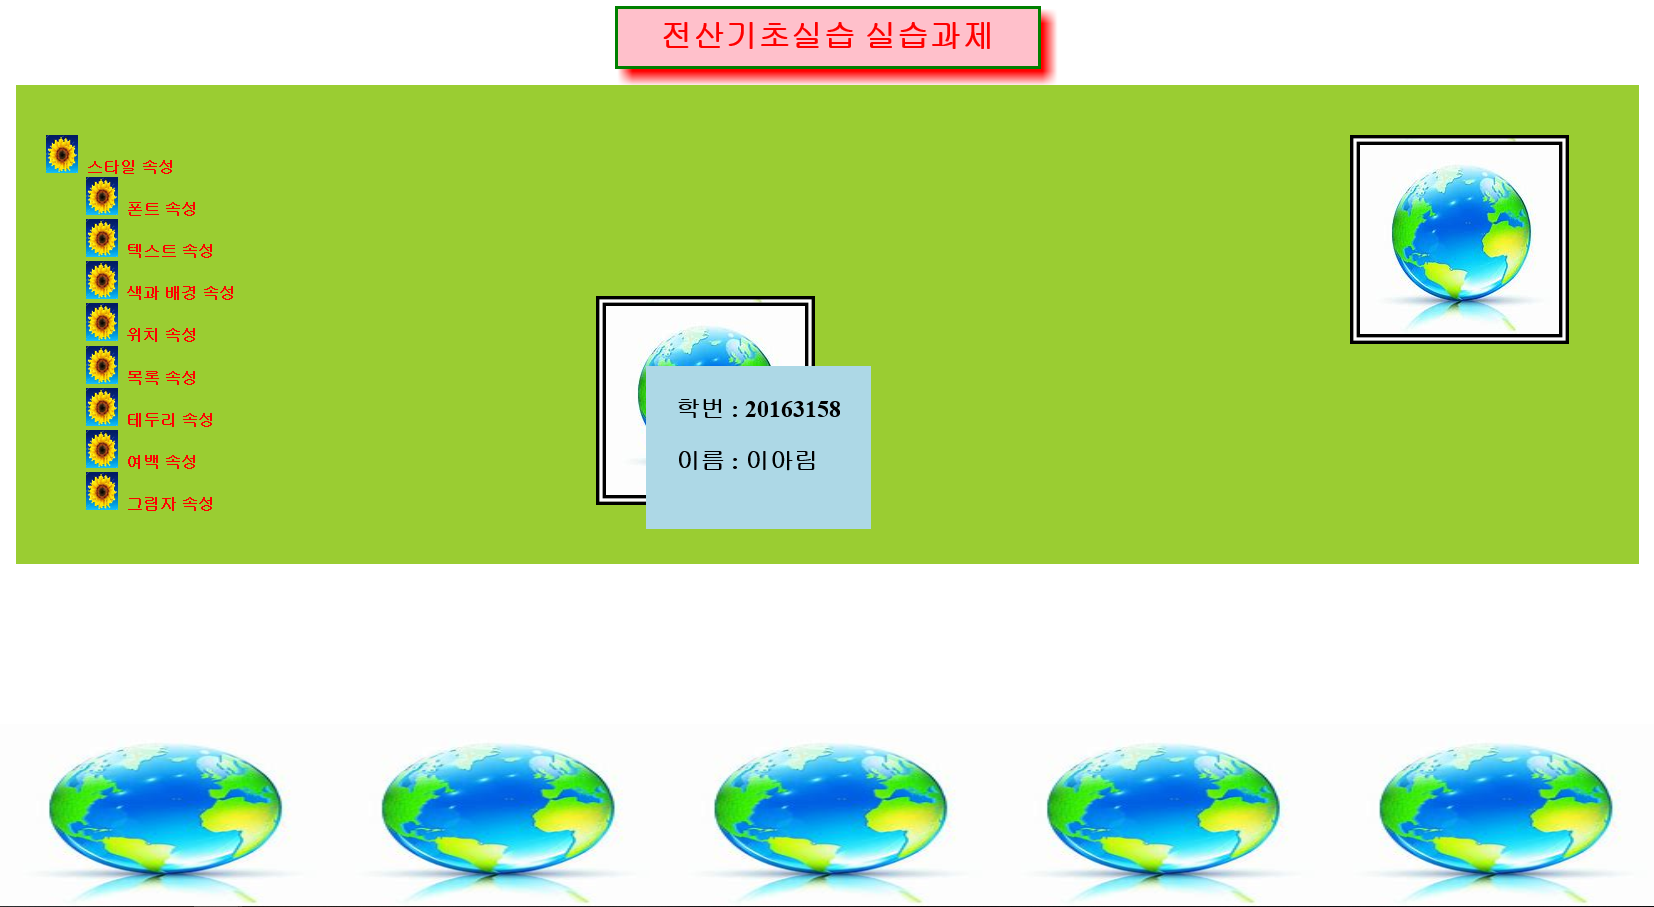 전산기초실습 실습과제
스타일 속성
폰트 속성
텍스트 속성
색과 배경 속성
위치 속성
목록 속성
테두리 속성
여백 속성
그림자 속성
학번 : 20163158
이름 : 이아림